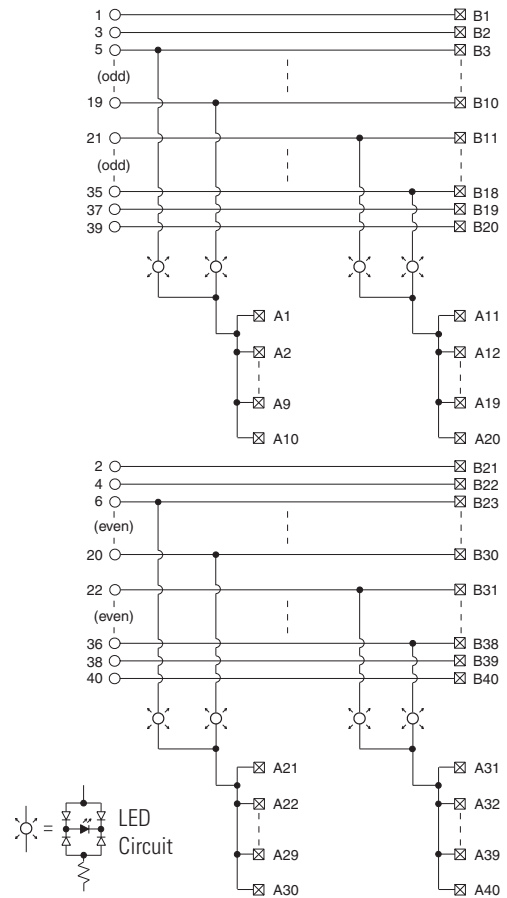 1 B1
3 B2
5 B3
(odd)
19 B10
21 B11
(odd)
35 B18
37 B19
39 B20
A1 A11
A2 A12
A9 A19
A10 A20
2 B21
4 B22
6 B23
(even)
20 B30
22 B31
(even)
36 B38
38 B39
40 B40
A21 A31
A22 A32
= LED
Circuit
A29 A39
A30 A40